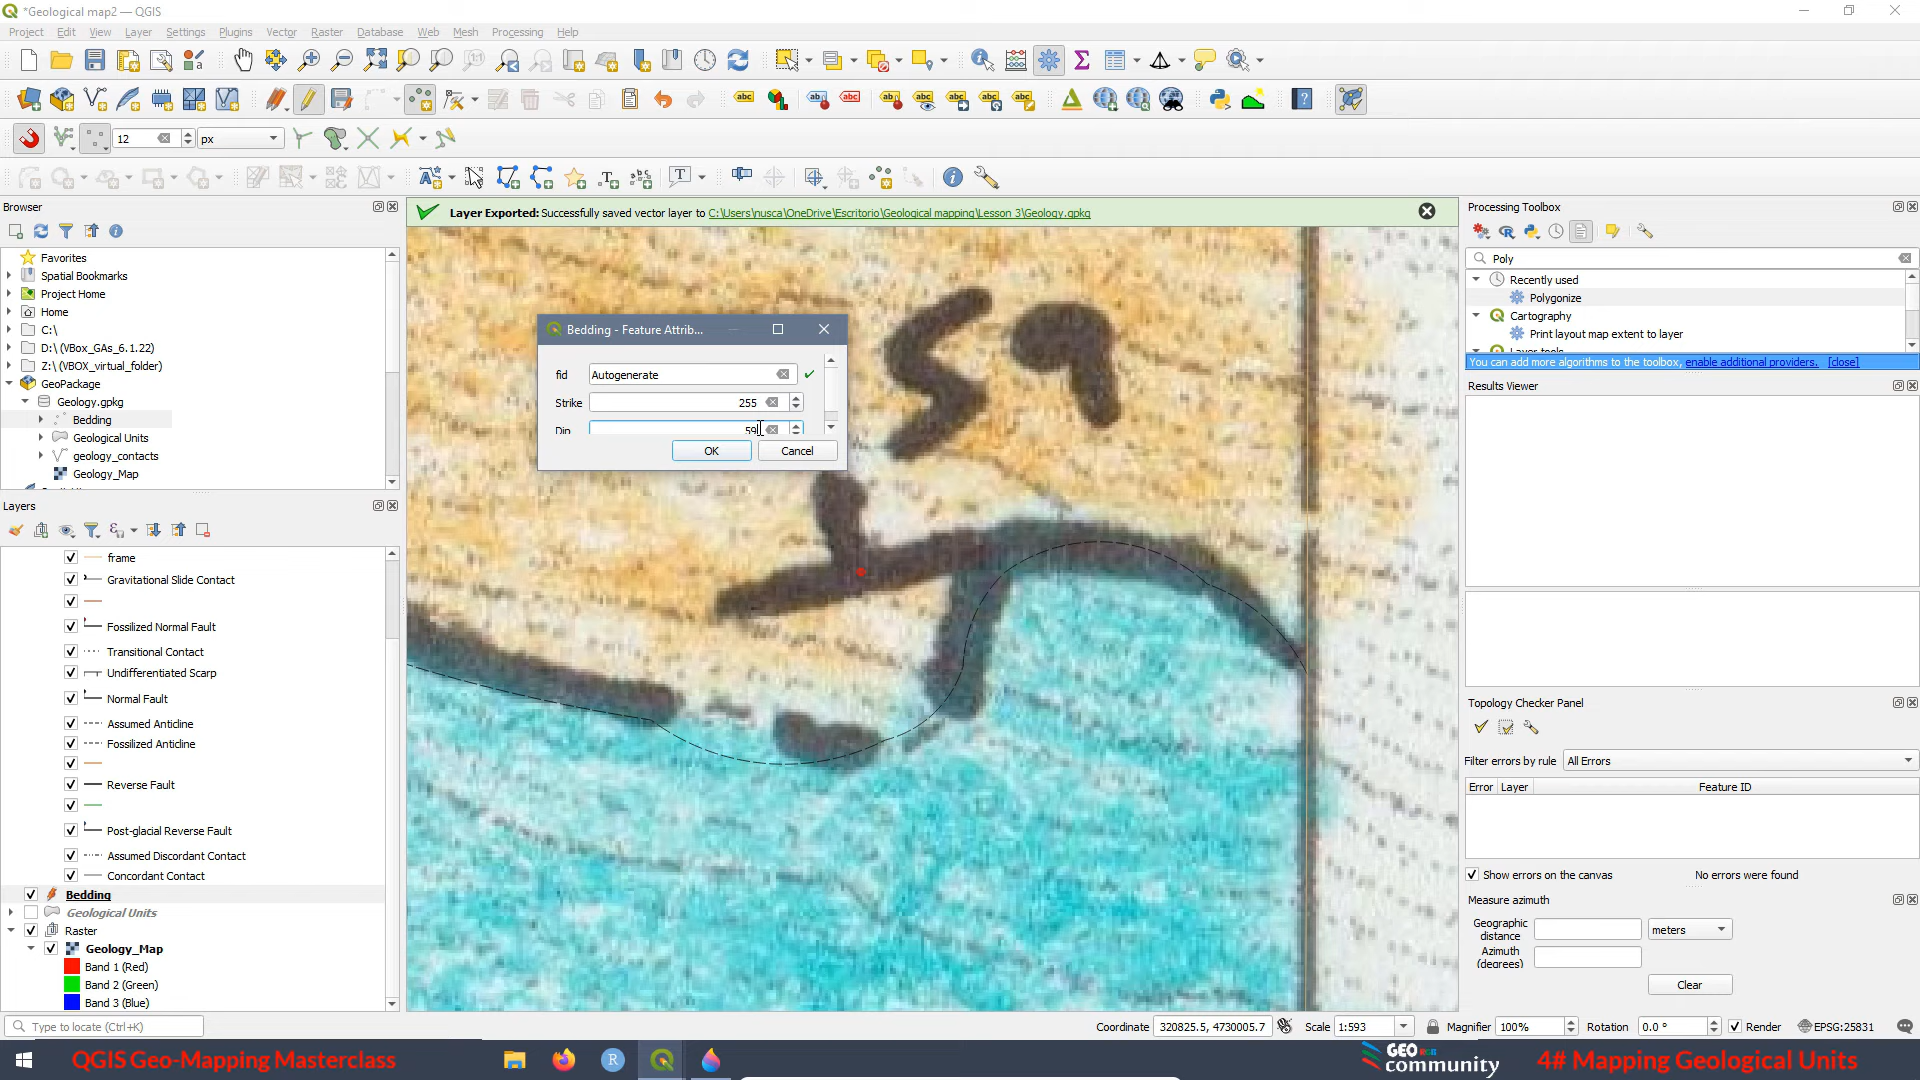 *Geological map2 — QGIS
Project Edit View Layer Settings Plugins Vector Raster Database Web Mesh Processing Help
12 px
Browser
Favorites
Spatial Bookmarks
Project Home
Home
C:\
D:\ (VBox_GAs_6.1.22)
Z:\ (VBOX_virtual_folder)
GeoPackage
Geology.gpkg
Bedding
Geological Units
geology_contacts
Geology_Map
Layers
frame
Gravitational Slide Contact
Fossilized Normal Fault
Transitional Contact
Undifferentiated Scarp
Normal Fault
Assumed Anticline
Fossilized Anticline
Reverse Fault
Post-glacial Reverse Fault
Assumed Discordant Contact
Concordant Contact
Bedding
Geological Units
Raster
Geology_Map
Band 1 (Red)
Band 2 (Green)
Band 3 (Blue)
Layer Exported: Successfully saved vector layer to C:\Users\nusca\OneDrive\Escritorio\Geological mapping\Lesson 3\Geology.gpkg
Bedding - Feature Attrib...
fid Autogenerate
Strike 255
Dip 59
OK Cancel
59
Processing Toolbox
Poly
Recently used
Polygonize
Cartography
Print layout map extent to layer
Layer tools
You can add more algorithms to the toolbox, enable additional providers. [close]
Results Viewer
Topology Checker Panel
Filter errors by rule All Errors
Error Layer Feature ID
Show errors on the canvas No errors were found
Measure azimuth
Geographic distance meters
Azimuth (degrees)
Clear
Type to locate (Ctrl+K) Coordinate 320825.5, 4730005.7 Scale 1:593 Magnifier 100% Rotation 0.0 ° Render EPSG:25831
QGIS Geo-Mapping Masterclass
GEO community
4# Mapping Geological Units